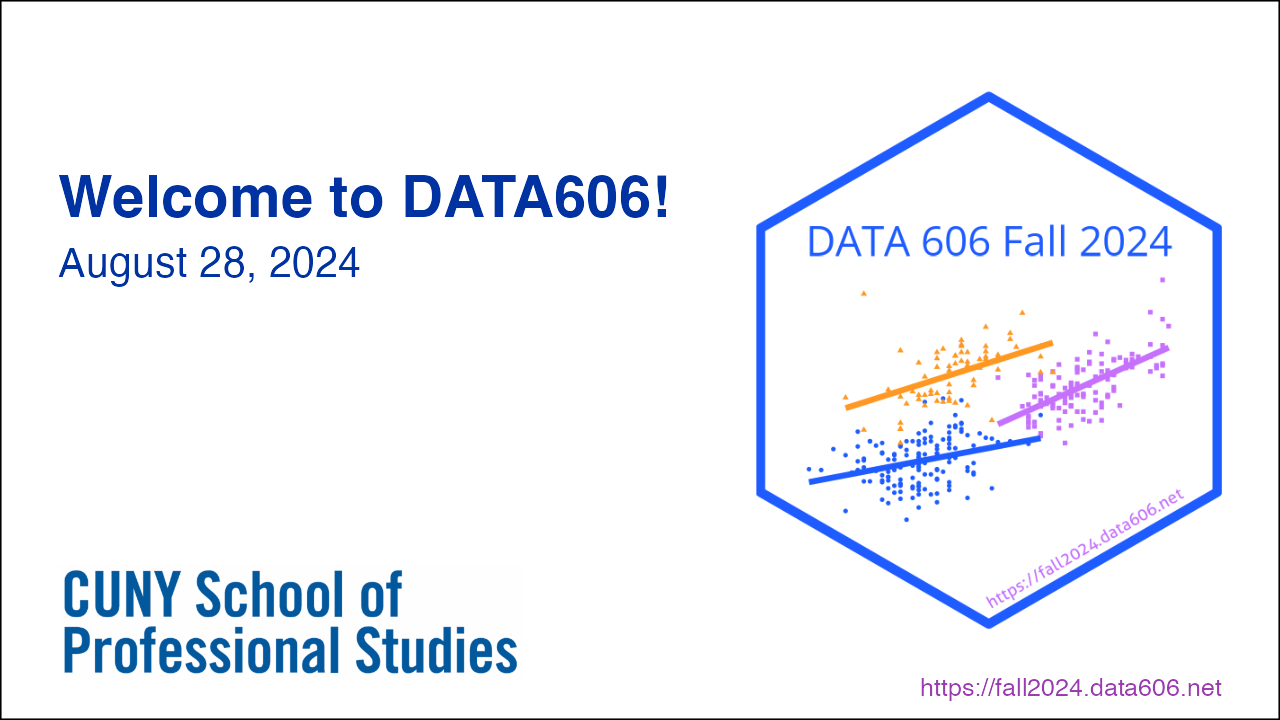 Welcome to DATA606!
August 28, 2024
DATA 606 Fall 2024
https://fall2024.data606.net
CUNY School of
Professional Studies
https://fall2024.data606.net